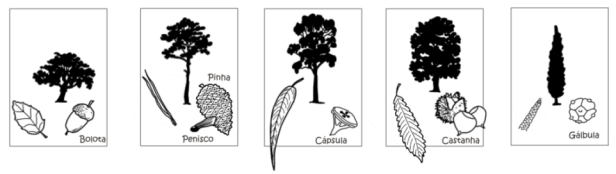 Bolota
Pinha
Penisco
Cápsula
Castanha
Gálbula